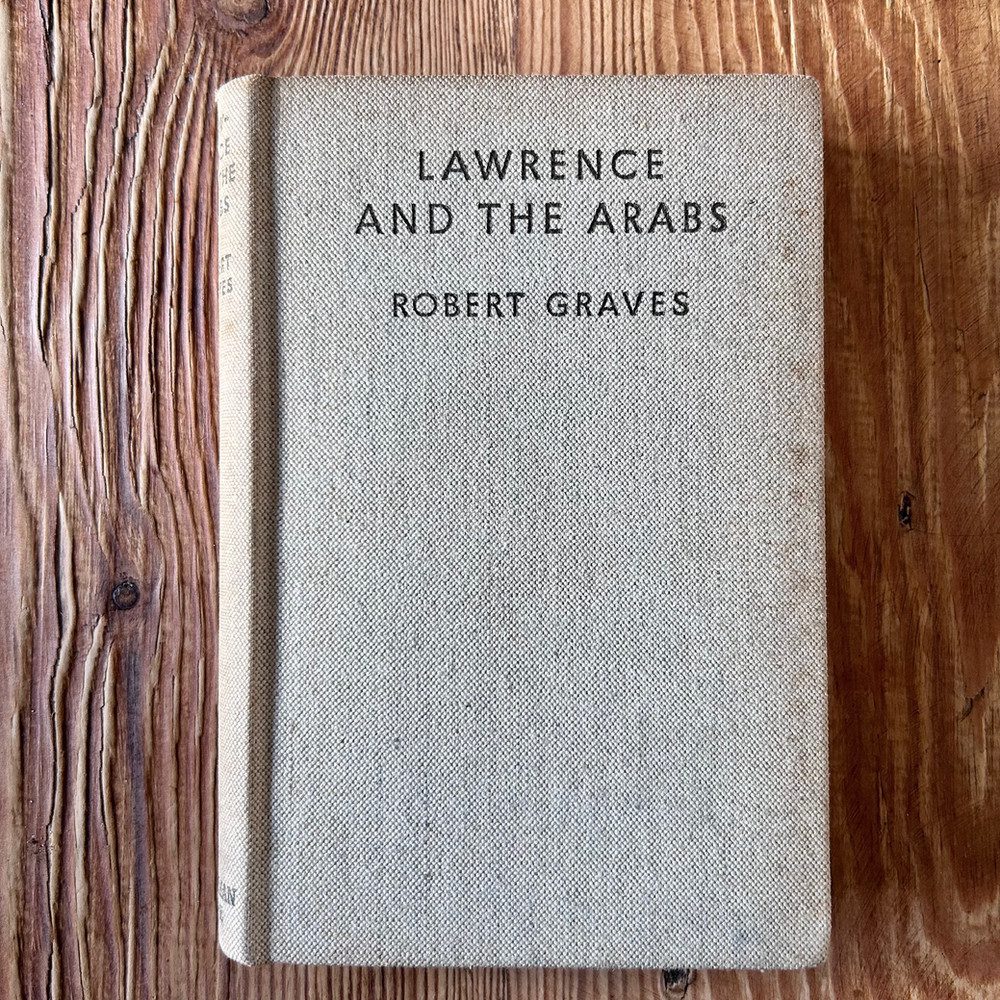 LAWRENCE
AND THE ARABS
ROBERT GRAVES